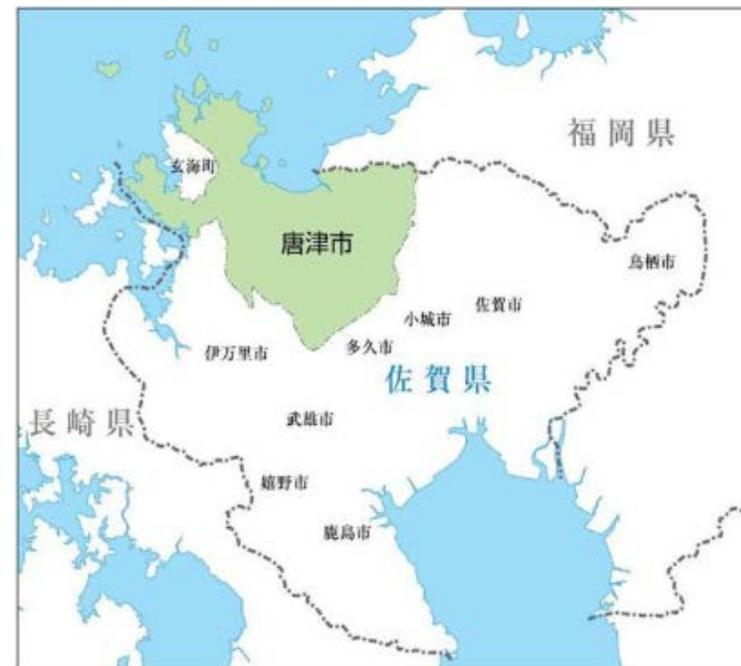 福岡県
玄海町
唐津市
鳥栖市
佐賀市
小城市
多久市
伊万里市
佐賀県
長崎県
武雄市
嬉野市
鹿島市